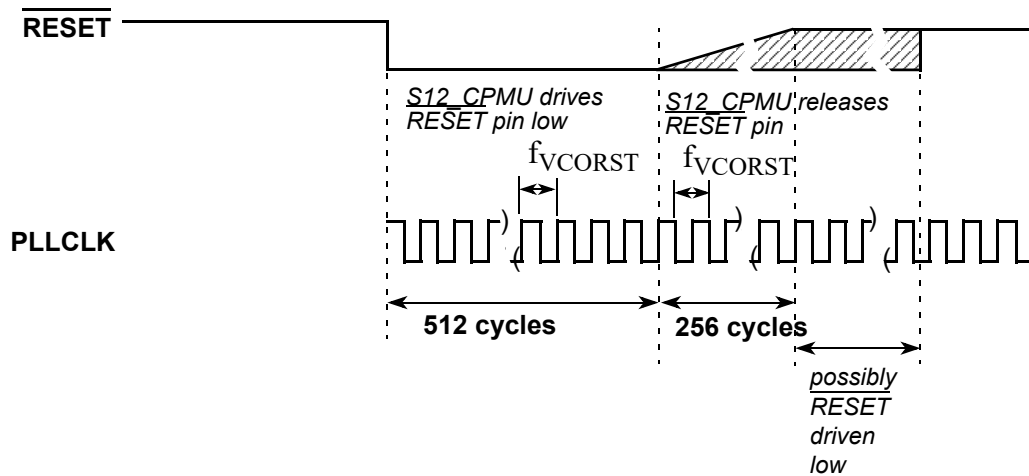 RESET
S12_CPMU drives
RESET pin low
S12_CPMU releases
RESET pin
fVCORST
fVCORST
PLLCLK
512 cycles
256 cycles
possibly
RESET
driven
low